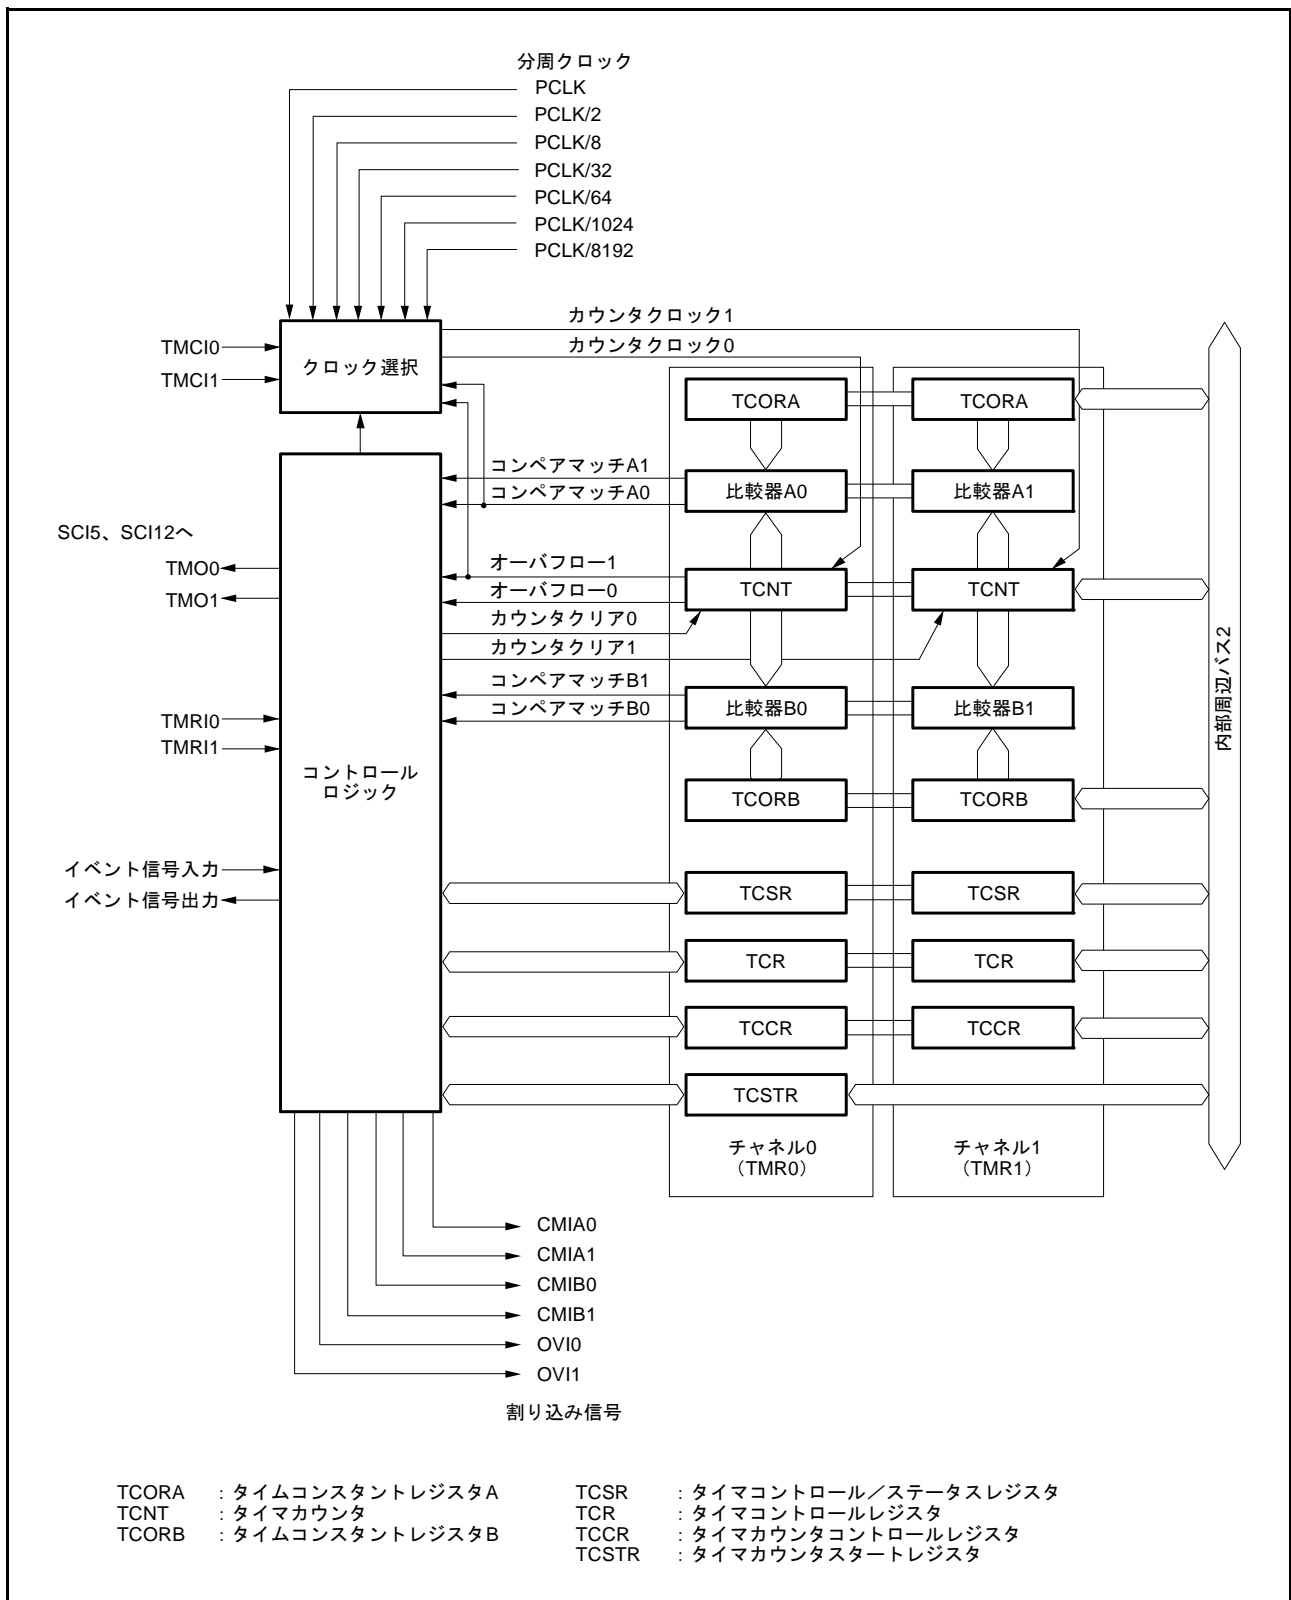 分周クロック
PCLK
PCLK/2
PCLK/8
PCLK/32
PCLK/64
PCLK/1024
PCLK/8192
カウンタクロック1
カウンタクロック0
TMCI0
TMCI1
クロック選択
TCORA
TCORA
コンペアマッチA1
コンペアマッチA0
比較器A0
比較器A1
SCI5、SCI12へ
TMO0
TMO1
オーバフロー1
オーバフロー0
カウンタクリア0
カウンタクリア1
TCNT
TCNT
内部周辺バス2
コンペアマッチB1
コンペアマッチB0
比較器B0
比較器B1
TMRI0
TMRI1
コントロール
ロジック
TCORB
TCORB
イベント信号入力
イベント信号出力
TCSR
TCSR
TCR
TCR
TCCR
TCCR
TCSTR
チャネル0
（TMR0）
チャネル1
（TMR1）
CMIA0
CMIA1
CMIB0
CMIB1
OVI0
OVI1
割り込み信号
TCORA : タイムコンスタントレジスタA
TCNT : タイマカウンタ
TCORB : タイムコンスタントレジスタB
TCSR : タイマコントロール／ステータスレジスタ
TCR : タイマコントロールレジスタ
TCCR : タイマカウンタコントロールレジスタ
TCSTR : タイマカウンタスタートレジスタ